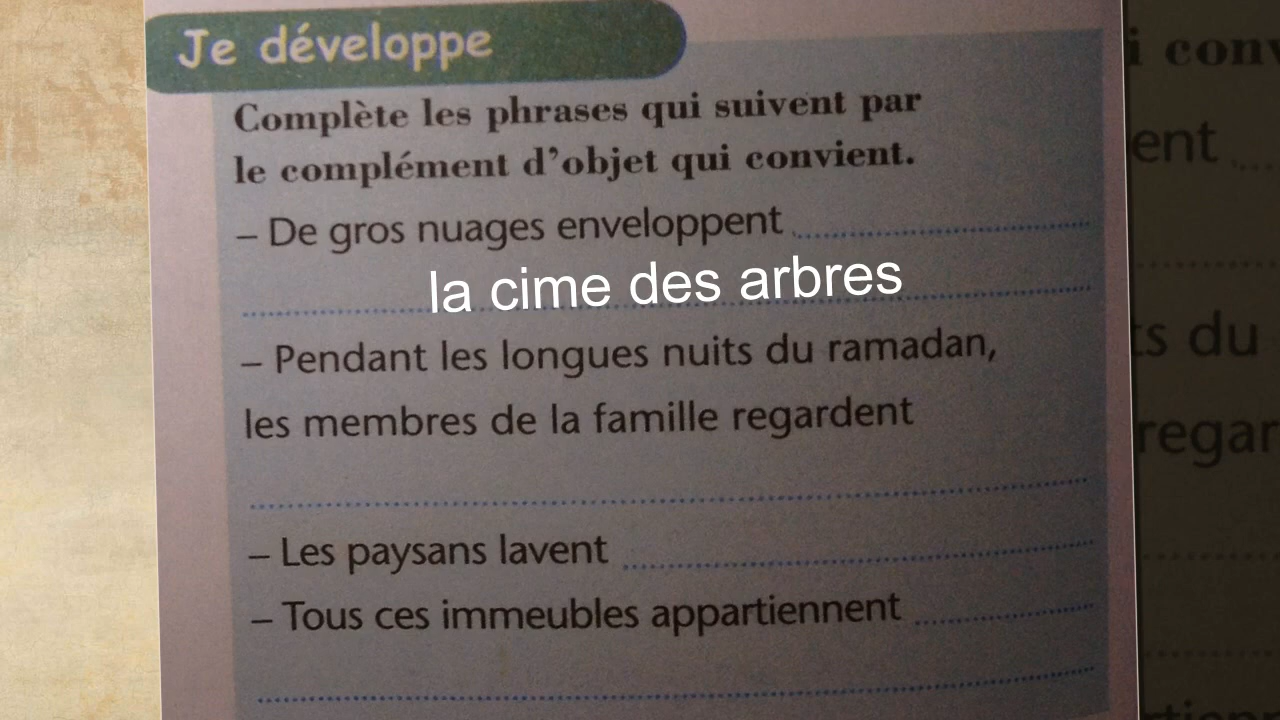 Je développe
Complète les phrases qui suivent par
le complément d'objet qui convient.
– De gros nuages enveloppent
la cime des arbres
– Pendant les longues nuits du ramadan,
les membres de la famille regardent
– Les paysans lavent
– Tous ces immeubles appartiennent